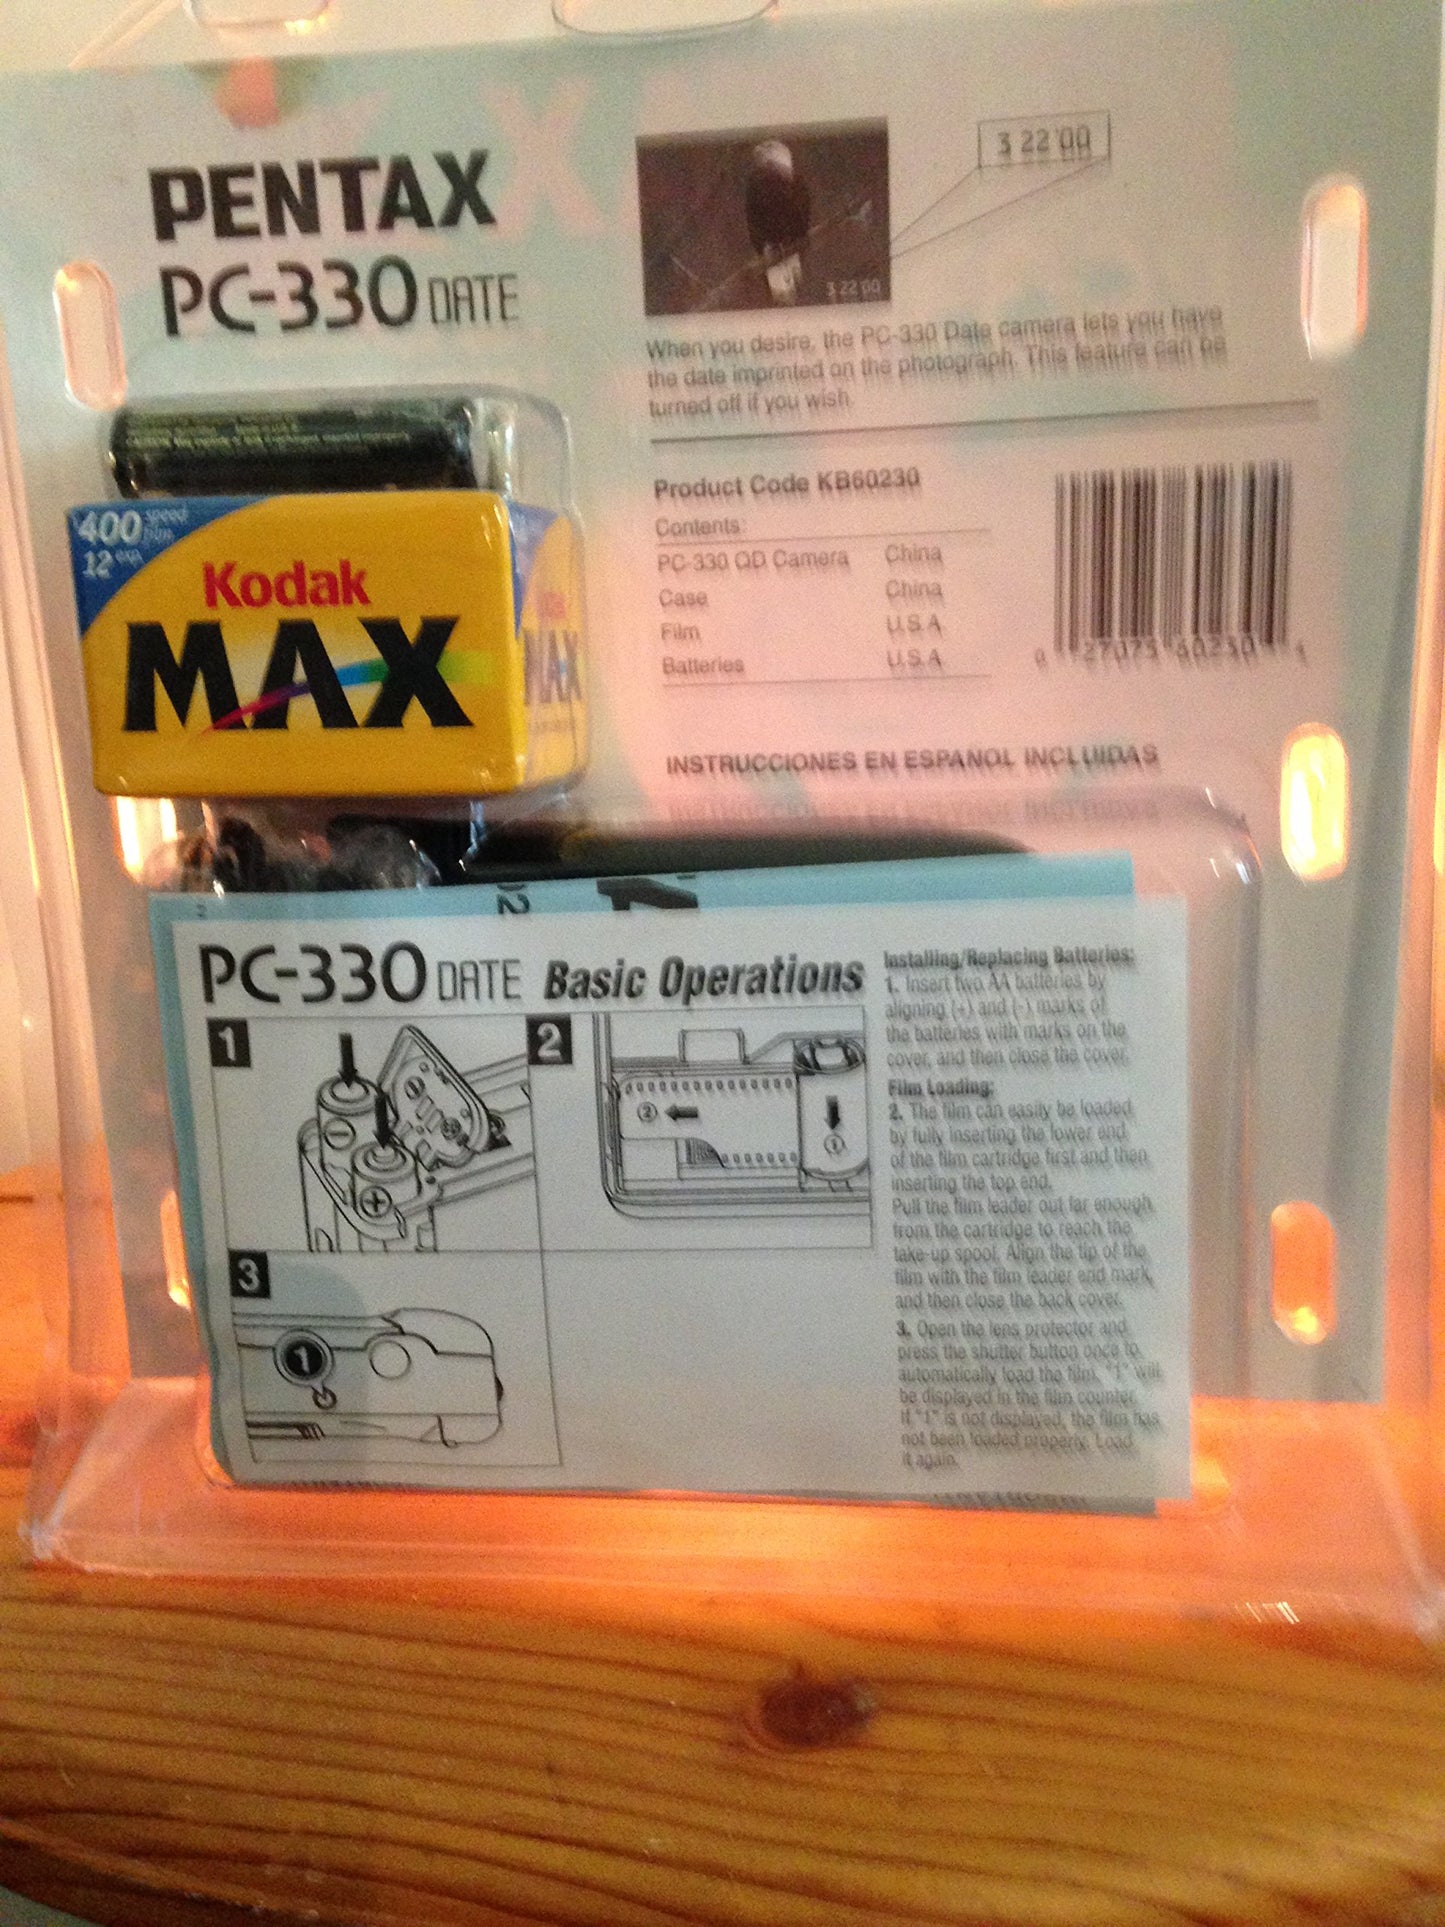 PENTAX
PC-330 DATE
3 22 '00
3 22 00
When you desire, the PC-330 Date camera lets you have
the date imprinted on the photograph. This feature can be
turned off if you wish.
400 speed
12 exp.
Kodak
MAX
MAX
Product Code KB60230
Contents:
PC-330 QD Camera China
Case China
Film U.S.A.
Batteries U.S.A.
27075 60230
INSTRUCCIONES EN ESPANOL INCLUIDAS
PC-330 DATE Basic Operations
1
2
3
2
1
1
Installing/Replacing Batteries:
1. Insert two AA batteries by
aligning (+) and (-) marks of
the batteries with marks on the
cover, and then close the cover.
Film Loading:
2. The film can easily be loaded
by fully inserting the lower end
of the film cartridge first and then
inserting the top end.
Pull the film leader out far enough
from the cartridge to reach the
take-up spool. Align the tip of the
film with the film leader end mark,
and then close the back cover.
3. Open the lens protector and
press the shutter button once to
automatically load the film. "1" will
be displayed in the film counter.
If "1" is not displayed, the film has
not been loaded properly. Load
it again.